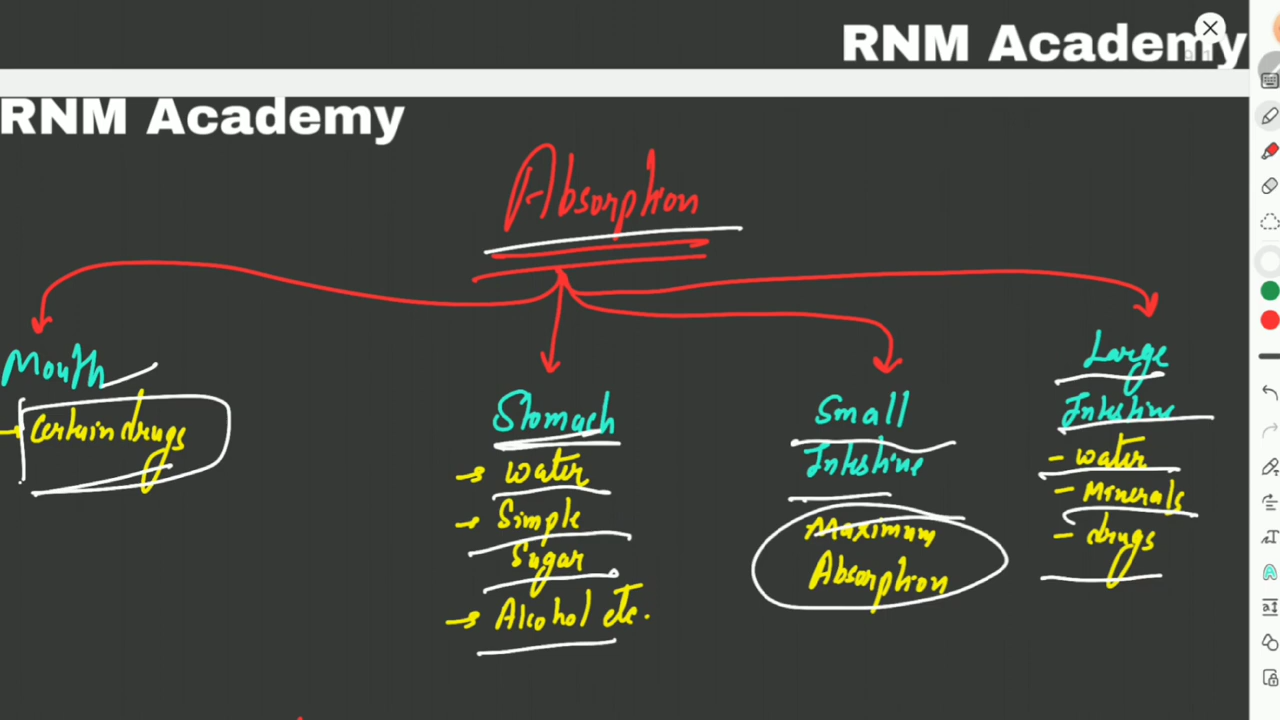 RNM Academy
RNM Academy
Absorption
Mouth
→ Certain drugs
Stomach
→ water
→ Simple
Sugar
→ Alcohol etc.
Small
Intestine
Maximum
Absorption
Large
Intestine
- water
- Minerals
- drugs